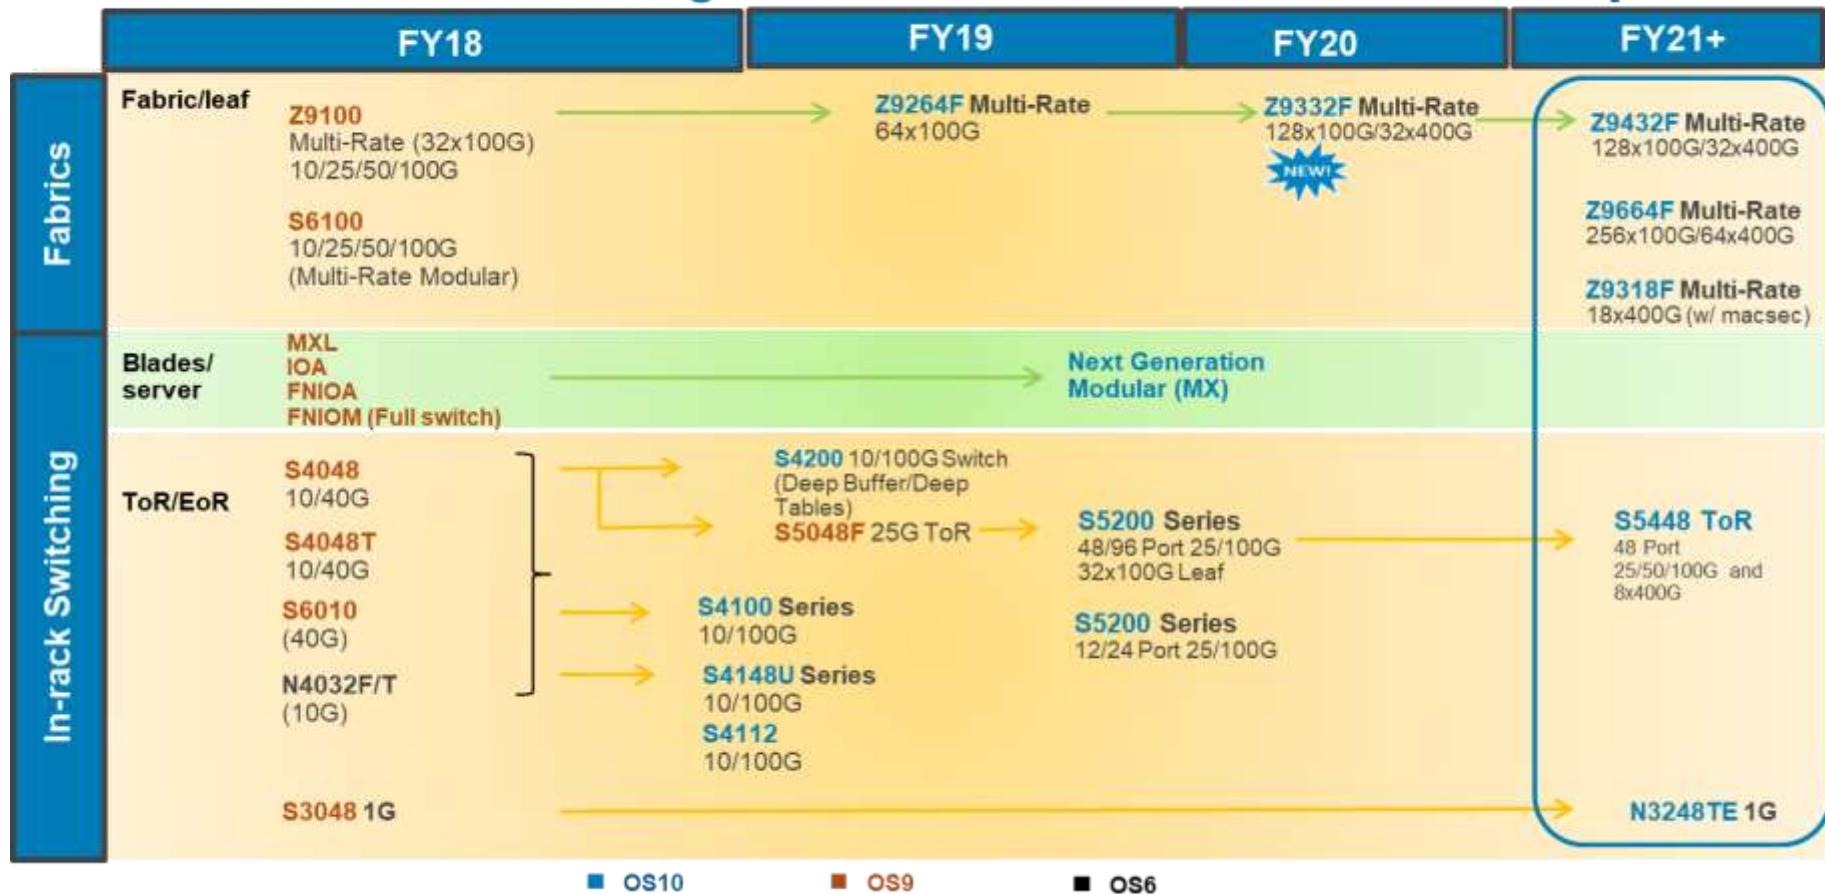 FY18
FY19
FY20
FY21+
Fabrics
Fabric/leaf
Z9100
Multi-Rate (32x100G)
10/25/50/100G
S6100
10/25/50/100G
(Multi-Rate Modular)
Z9264F Multi-Rate
64x100G
Z9332F Multi-Rate
128x100G/32x400G
NEW!
Z9432F Multi-Rate
128x100G/32x400G
Z9664F Multi-Rate
256x100G/64x400G
Z9318F Multi-Rate
18x400G (w/ macsec)
In-rack Switching
Blades/
server
MXL
IOA
FNIOA
FNIOM (Full switch)
Next Generation
Modular (MX)
ToR/EoR
S4048
10/40G
S4048T
10/40G
S6010
(40G)
N4032F/T
(10G)
S3048 1G
S4200 10/100G Switch
(Deep Buffer/Deep
Tables)
S5048F 25G ToR
S4100 Series
10/100G
S4148U Series
10/100G
S4112
10/100G
S5200 Series
48/96 Port 25/100G
32x100G Leaf
S5200 Series
12/24 Port 25/100G
S5448 ToR
48 Port
25/50/100G and
8x400G
N3248TE 1G
OS10
OS9
OS6